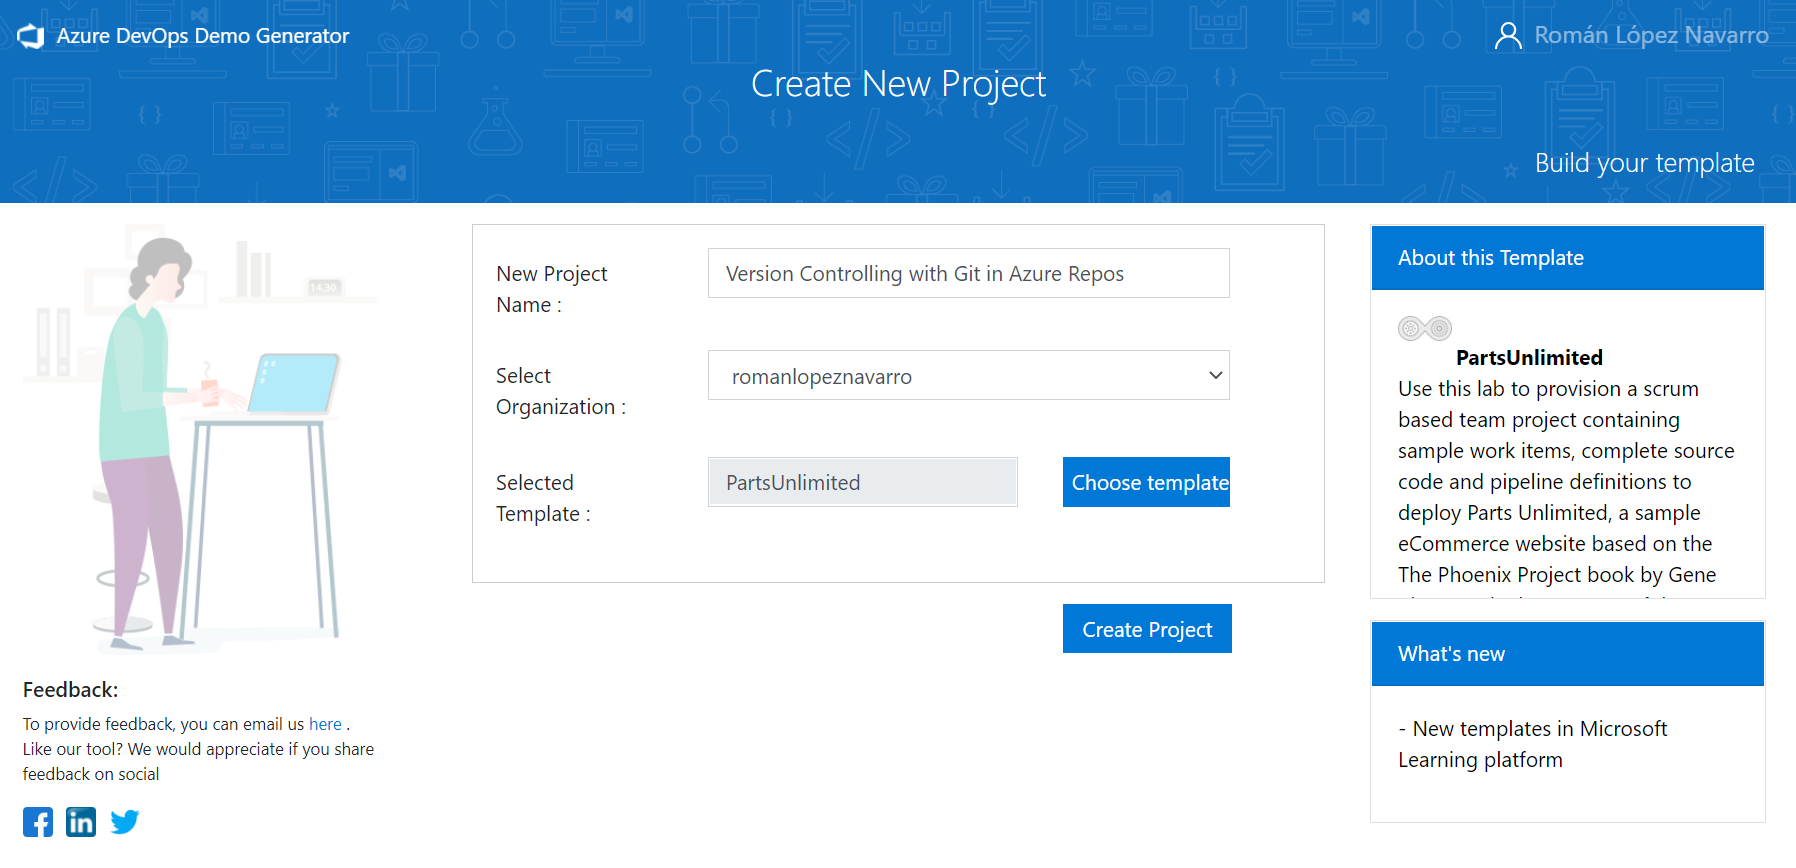 Azure DevOps Demo Generator
Román López Navarro
Create New Project
Build your template
14.30
New Project
Name :
Version Controlling with Git in Azure Repos
Select
Organization :
romanlopeznavarro
Selected
Template :
PartsUnlimited
Choose template
Create Project
About this Template
PartsUnlimited
Use this lab to provision a scrum
based team project containing
sample work items, complete source
code and pipeline definitions to
deploy Parts Unlimited, a sample
eCommerce website based on the
The Phoenix Project book by Gene
What's new
- New templates in Microsoft
Learning platform
Feedback:
To provide feedback, you can email us here .
Like our tool? We would appreciate if you share
feedback on social